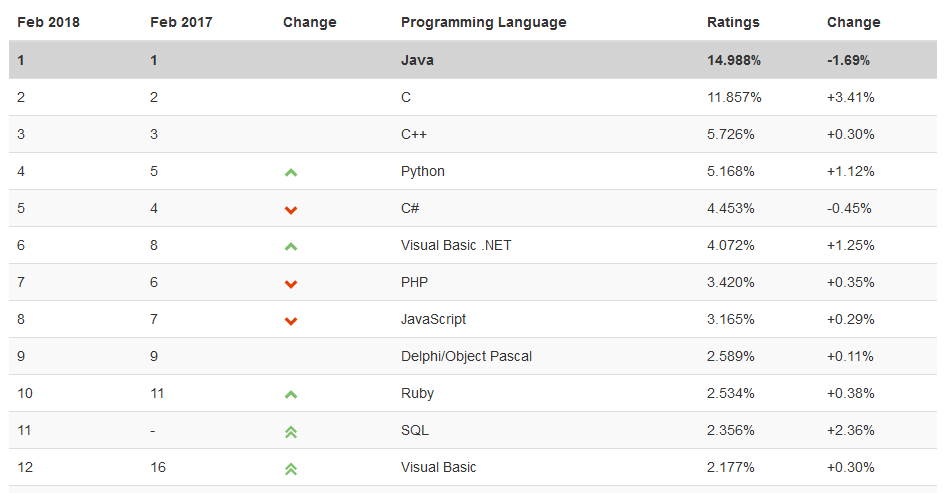 Feb 2018 Feb 2017 Change Programming Language Ratings Change
1 1 Java 14.988% -1.69%
2 2 C 11.857% +3.41%
3 3 C++ 5.726% +0.30%
4 5 Python 5.168% +1.12%
5 4 C# 4.453% -0.45%
6 8 Visual Basic .NET 4.072% +1.25%
7 6 PHP 3.420% +0.35%
8 7 JavaScript 3.165% +0.29%
9 9 Delphi/Object Pascal 2.589% +0.11%
10 11 Ruby 2.534% +0.38%
11 - SQL 2.356% +2.36%
12 16 Visual Basic 2.177% +0.30%